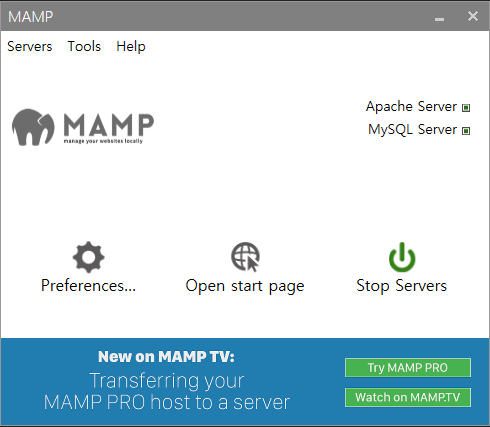 MAMP
Servers Tools Help
MAMP
manage your websites locally
Apache Server
MySQL Server
Preferences...
Open start page
Stop Servers
New on MAMP TV:
Transferring your
MAMP PRO host to a server
Try MAMP PRO
Watch on MAMP.TV